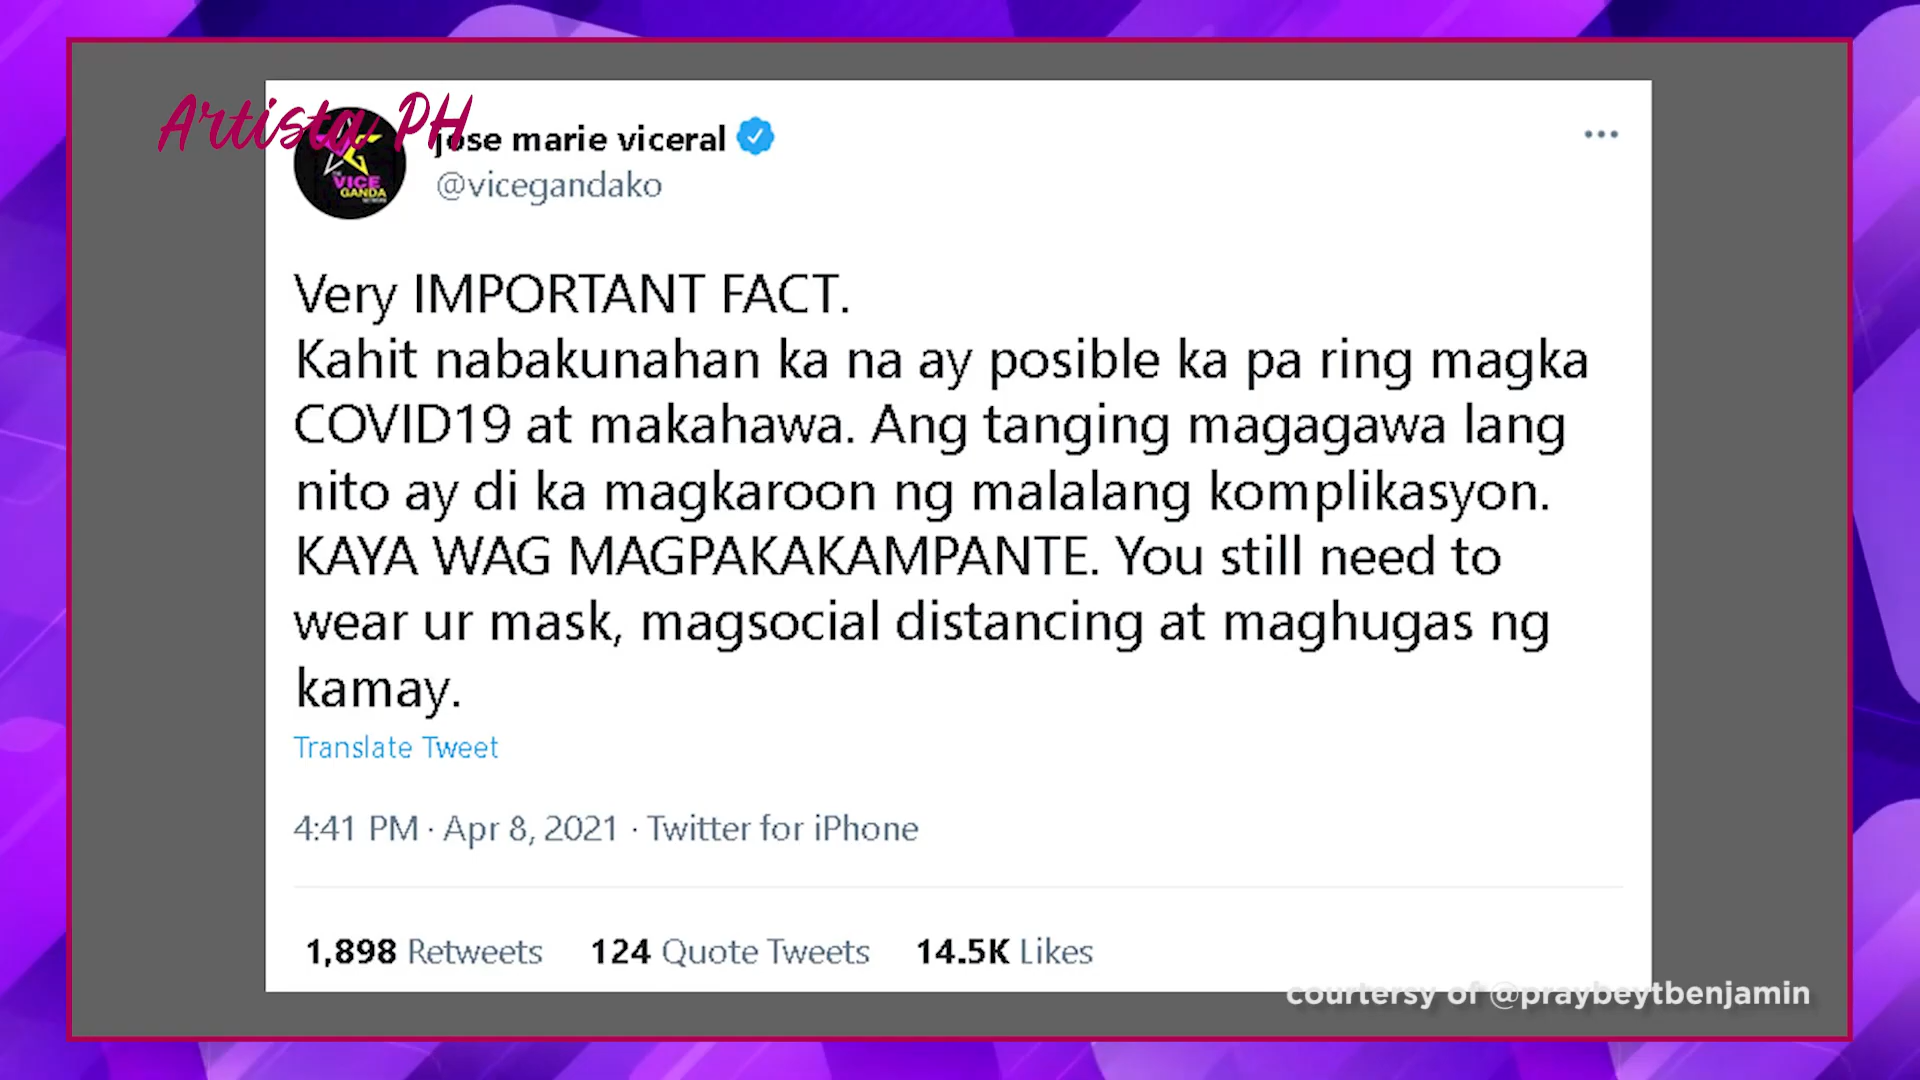 Artista PH
jose marie viceral
@vicegandako
VICE
GANDA
Very IMPORTANT FACT.
Kahit nabakunahan ka na ay posible ka pa ring magka
COVID19 at makahawa. Ang tanging magagawa lang
nito ay di ka magkaroon ng malalang komplikasyon.
KAYA WAG MAGPAKAKAMPANTE. You still need to
wear ur mask, magsocial distancing at maghugas ng
kamay.
Translate Tweet
4:41 PM · Apr 8, 2021 · Twitter for iPhone
1,898 Retweets 124 Quote Tweets 14.5K Likes
courtersy of @praybeytbenjamin